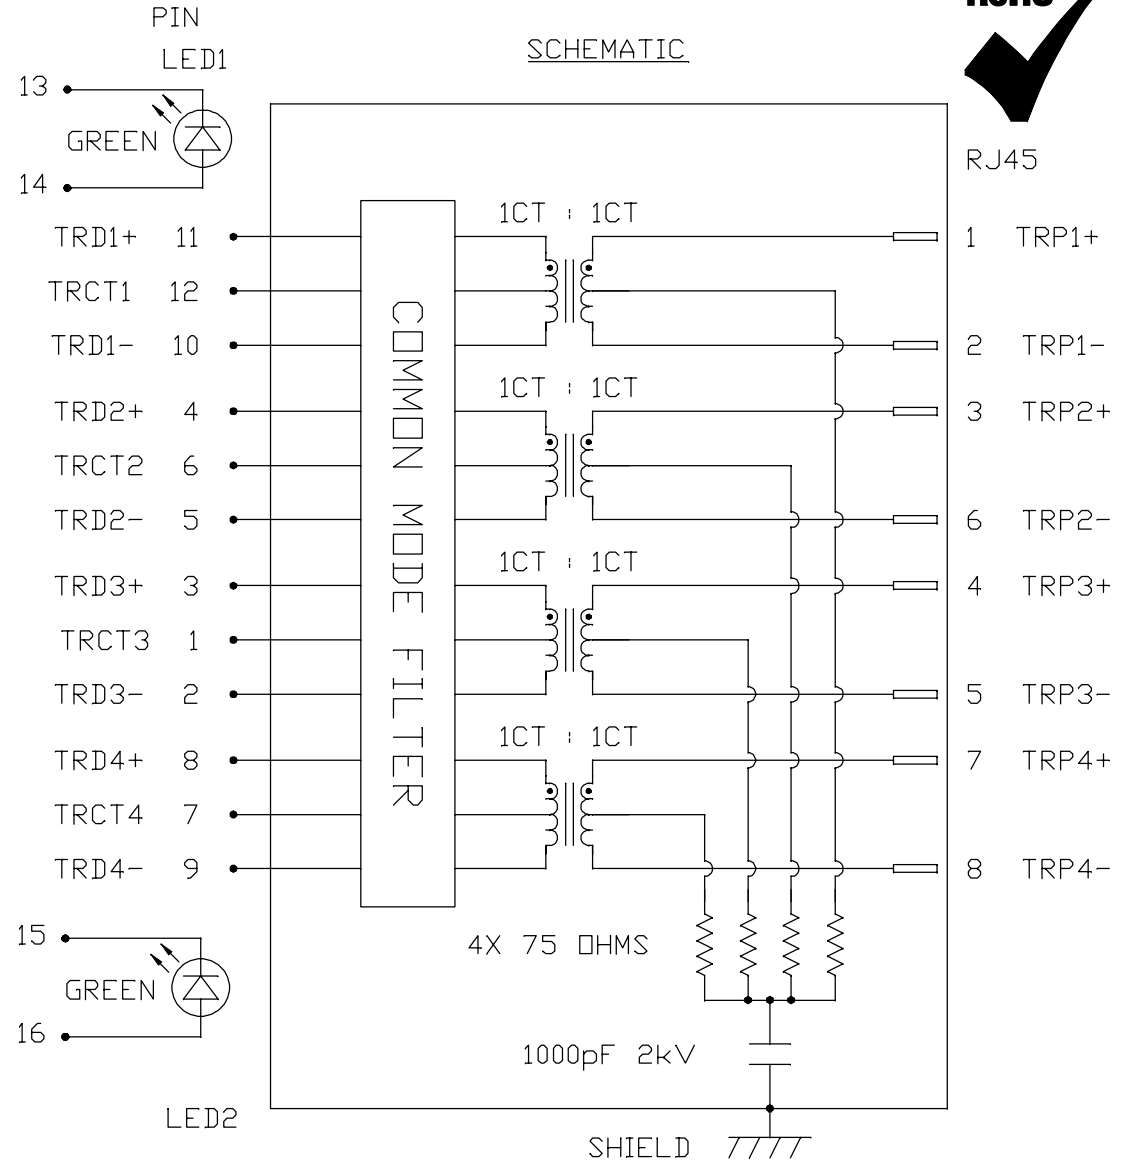 PIN
RoHS
LED1
SCHEMATIC
13
GREEN
14
RJ45
1CT : 1CT
TRD1+ 11
1 TRP1+
TRCT1 12
TRD1- 10
2 TRP1-
1CT : 1CT
TRD2+ 4
3 TRP2+
TRCT2 6
TRD2- 5
6 TRP2-
1CT : 1CT
TRD3+ 3
4 TRP3+
TRCT3 1
TRD3- 2
5 TRP3-
1CT : 1CT
TRD4+ 8
7 TRP4+
TRCT4 7
TRD4- 9
8 TRP4-
COMMON MODE FILTER
15
4X 75 OHMS
GREEN
16
1000pF 2kV
LED2
SHIELD